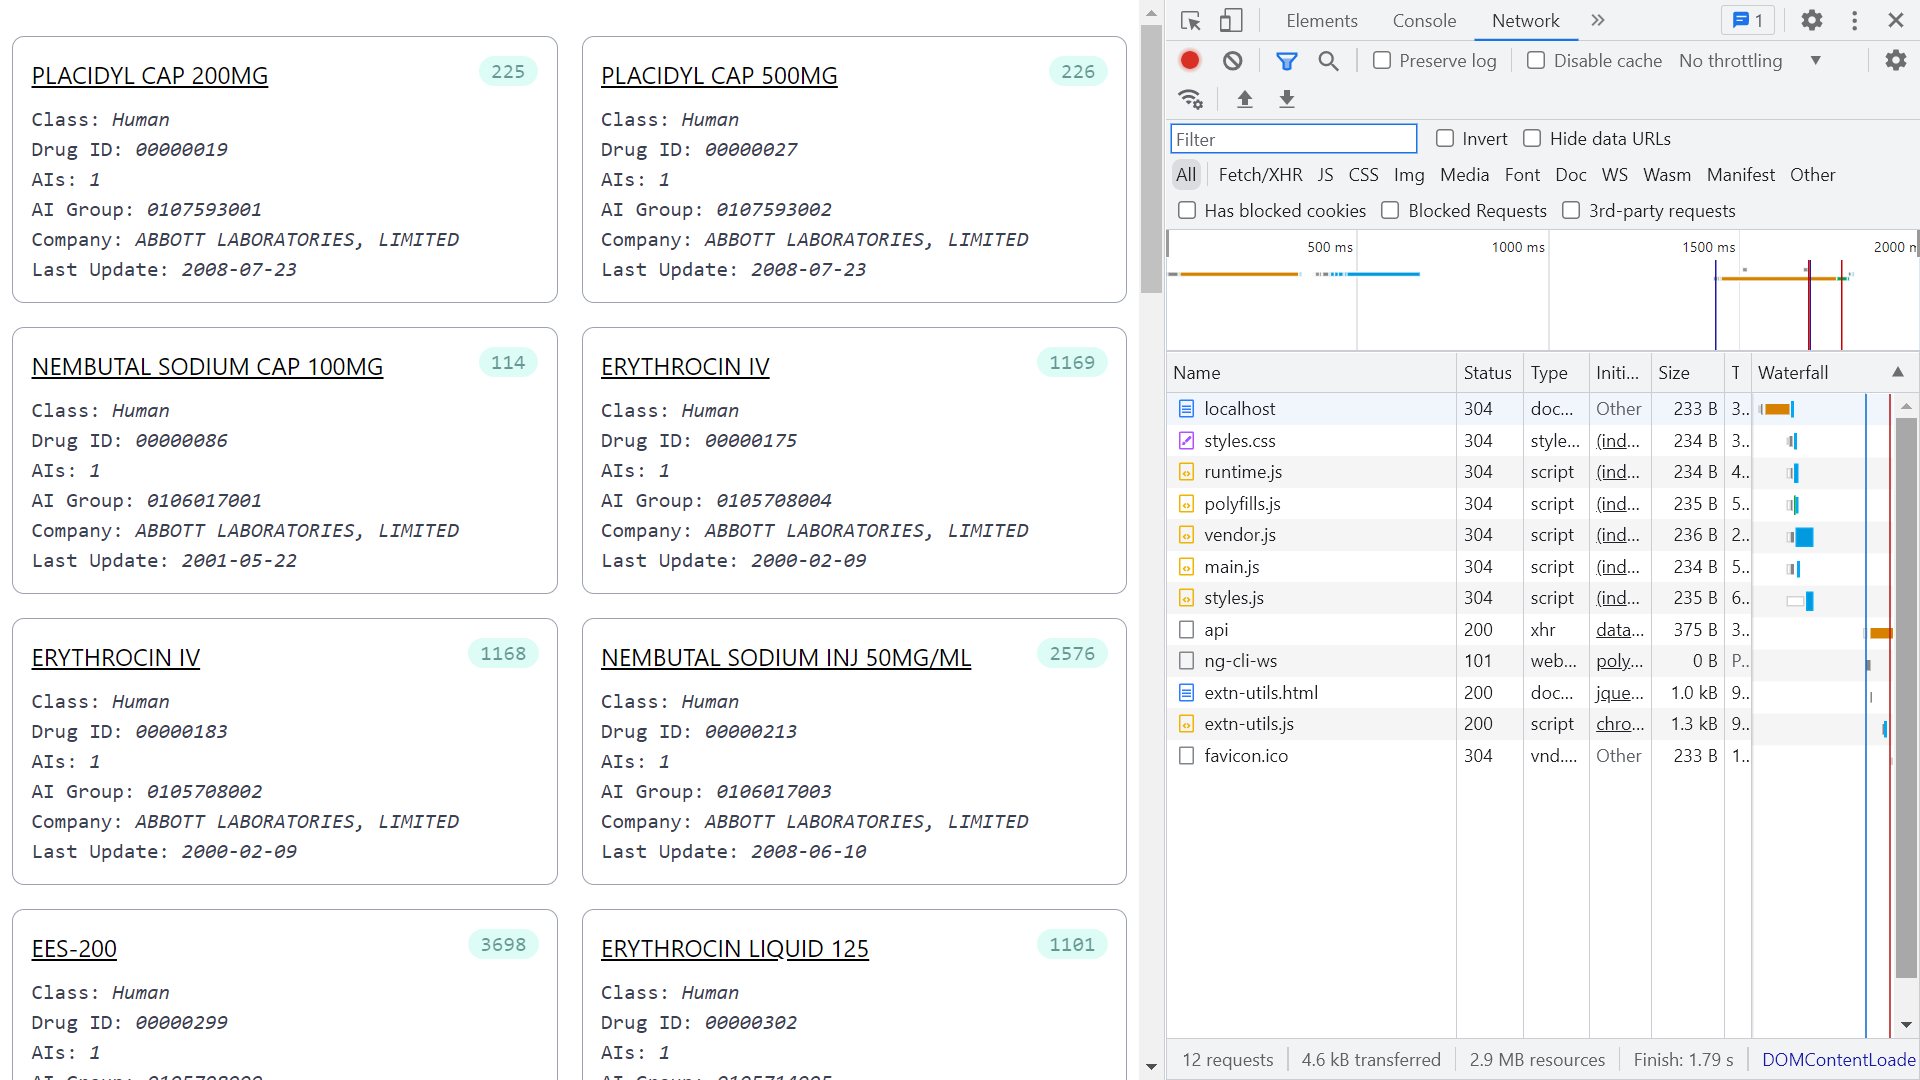 PLACIDYL CAP 200MG
225
Class: Human
Drug ID: 00000019
AIs: 1
AI Group: 0107593001
Company: ABBOTT LABORATORIES, LIMITED
Last Update: 2008-07-23
PLACIDYL CAP 500MG
226
Class: Human
Drug ID: 00000027
AIs: 1
AI Group: 0107593002
Company: ABBOTT LABORATORIES, LIMITED
Last Update: 2008-07-23
NEMBUTAL SODIUM CAP 100MG
114
Class: Human
Drug ID: 00000086
AIs: 1
AI Group: 0106017001
Company: ABBOTT LABORATORIES, LIMITED
Last Update: 2001-05-22
ERYTHROCIN IV
1169
Class: Human
Drug ID: 00000175
AIs: 1
AI Group: 0105708004
Company: ABBOTT LABORATORIES, LIMITED
Last Update: 2000-02-09
ERYTHROCIN IV
1168
Class: Human
Drug ID: 00000183
AIs: 1
AI Group: 0105708002
Company: ABBOTT LABORATORIES, LIMITED
Last Update: 2000-02-09
NEMBUTAL SODIUM INJ 50MG/ML
2576
Class: Human
Drug ID: 00000213
AIs: 1
AI Group: 0106017003
Company: ABBOTT LABORATORIES, LIMITED
Last Update: 2008-06-10
EES-200
3698
Class: Human
Drug ID: 00000299
AIs: 1
ERYTHROCIN LIQUID 125
1101
Class: Human
Drug ID: 00000302
AIs: 1
Elements Console Network 1
Preserve log Disable cache No throttling
Filter Invert Hide data URLs
All Fetch/XHR JS CSS Img Media Font Doc WS Wasm Manifest Other
Has blocked cookies Blocked Requests 3rd-party requests
500 ms 1000 ms 1500 ms 2000
Name Status Type Initi... Size T Waterfall
localhost 304 doc... Other 233 B 3..
styles.css 304 style... (ind... 234 B 3..
runtime.js 304 script (ind... 234 B 4..
polyfills.js 304 script (ind... 235 B 5..
vendor.js 304 script (ind... 236 B 2..
main.js 304 script (ind... 234 B 5..
styles.js 304 script (ind... 235 B 6..
api 200 xhr data... 375 B 3..
ng-cli-ws 101 web... poly... 0 B P..
extn-utils.html 200 doc... jque... 1.0 kB 9..
extn-utils.js 200 script chro... 1.3 kB 9..
favicon.ico 304 vnd.... Other 233 B 1..
12 requests 4.6 kB transferred 2.9 MB resources Finish: 1.79 s DOMContentLoade